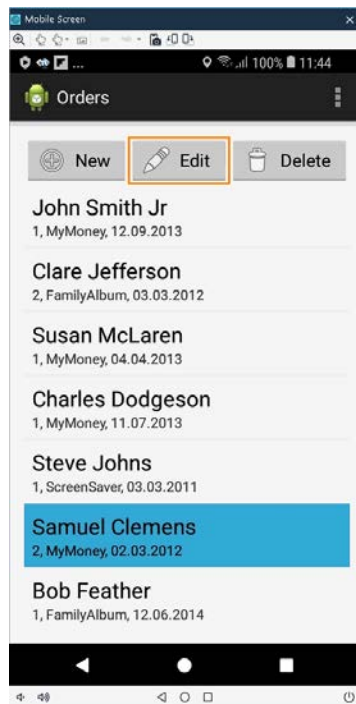 Mobile Screen
... 100% 11:44
Orders
New Edit Delete
John Smith Jr
1, MyMoney, 12.09.2013
Clare Jefferson
2, FamilyAlbum, 03.03.2012
Susan McLaren
1, MyMoney, 04.04.2013
Charles Dodgeson
1, MyMoney, 11.07.2013
Steve Johns
1, ScreenSaver, 03.03.2011
Samuel Clemens
2, MyMoney, 02.03.2012
Bob Feather
1, FamilyAlbum, 12.06.2014